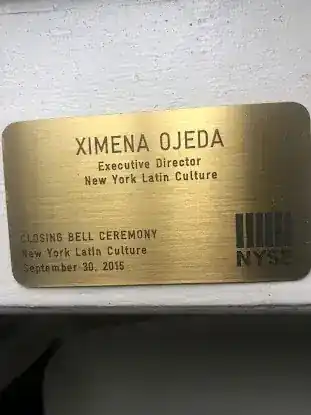 XIMENA OJEDA
Executive Director
New York Latin Culture
CLOSING BELL CEREMONY
New York Latin Culture
September 30, 2015
NYSE